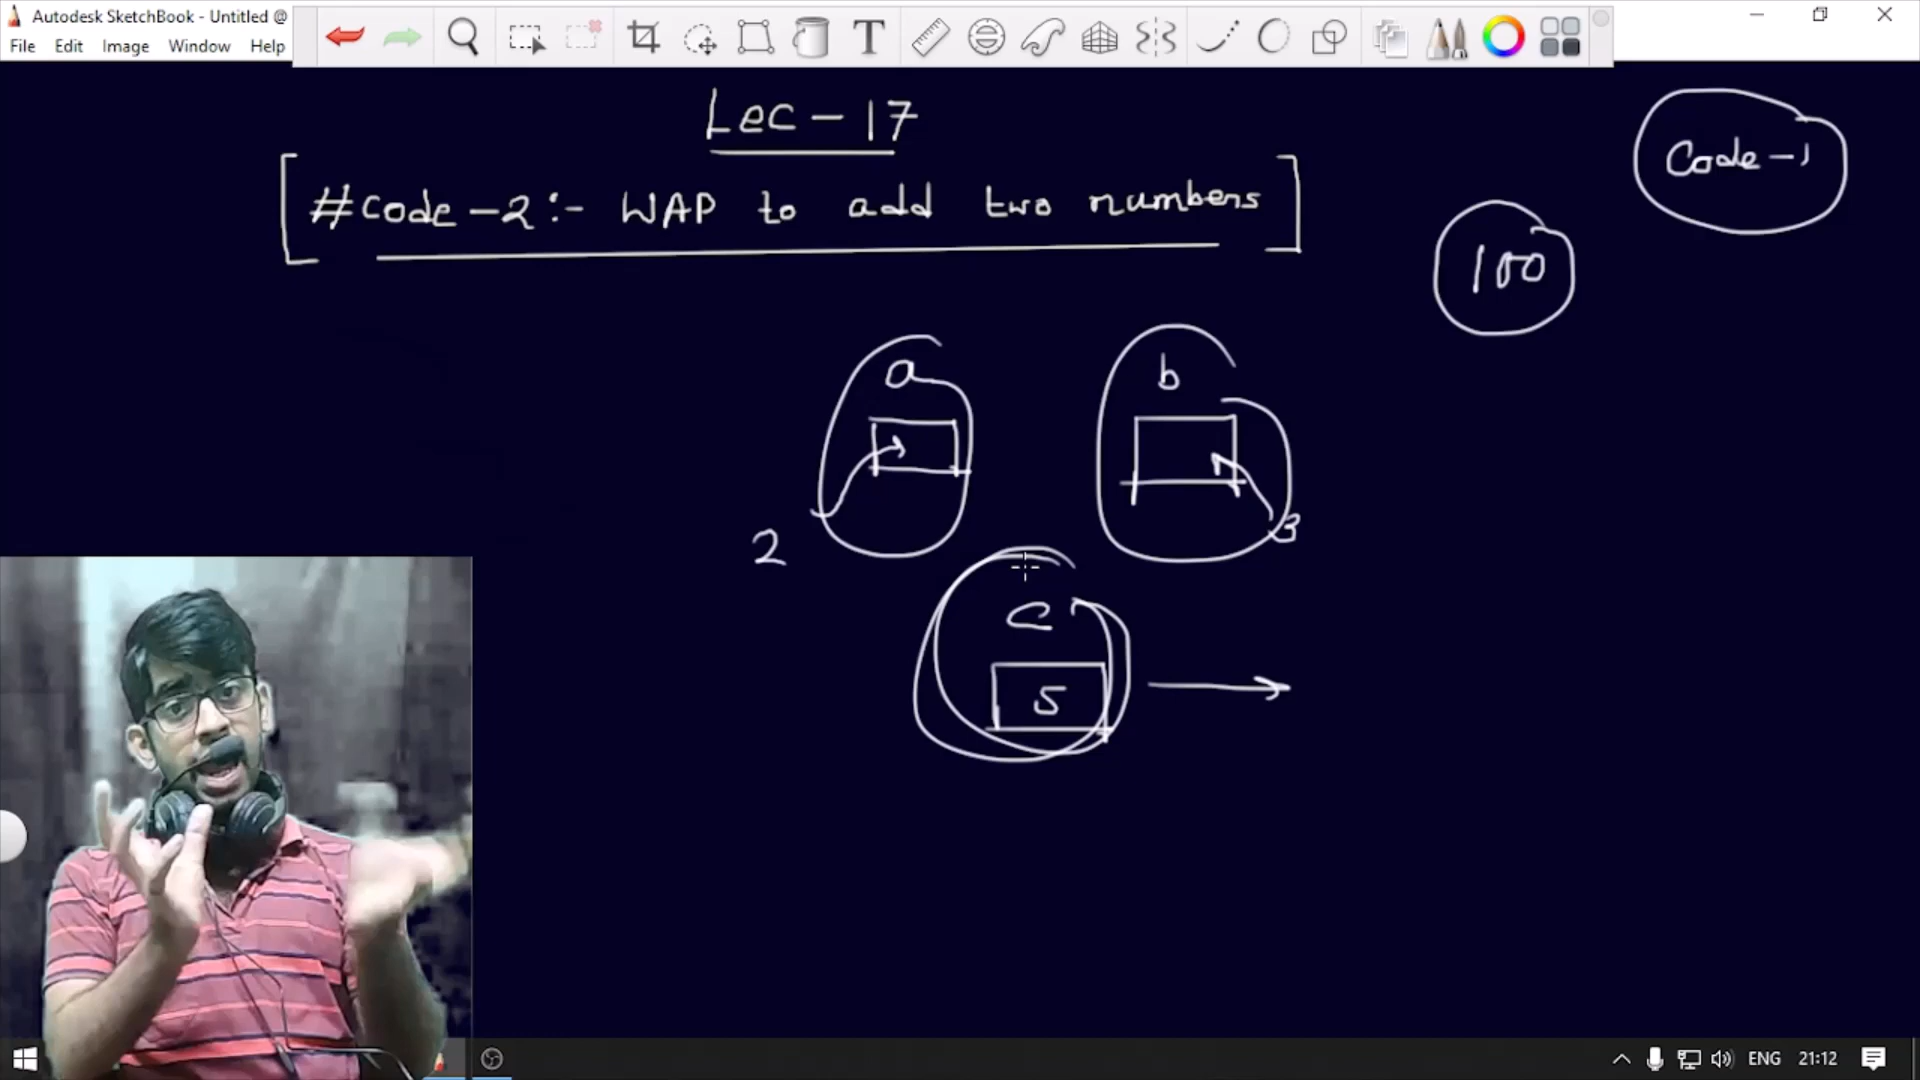 Autodesk SketchBook - Untitled @
File Edit Image Window Help
T
Lec - 17
Code -1
#code -2:- WAP to add two numbers
100
a b
2 3
c
5
ENG 21:12